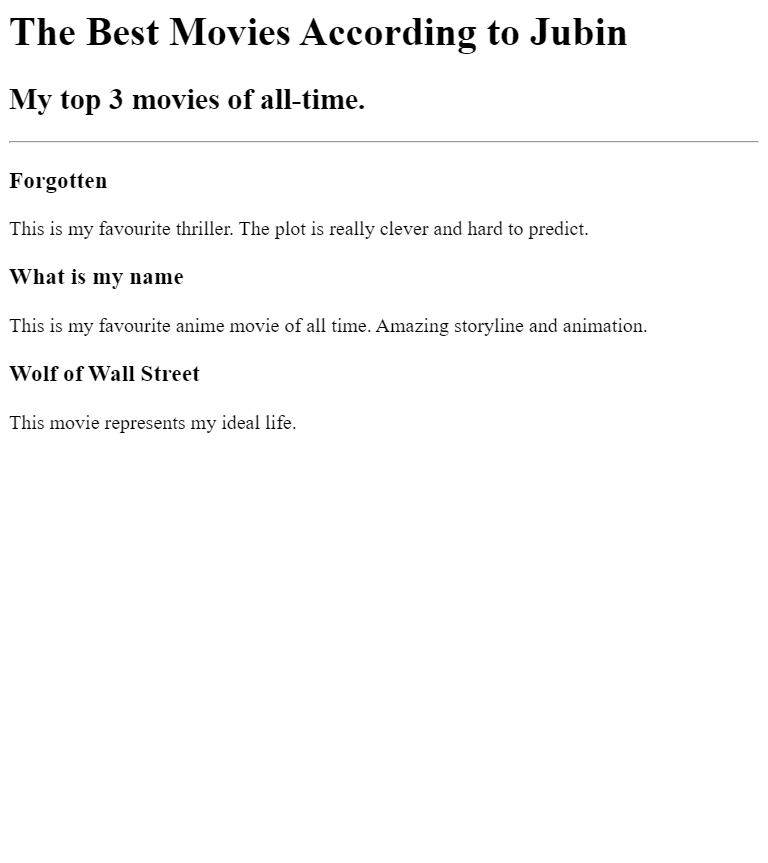 The Best Movies According to Jubin
My top 3 movies of all-time.
Forgotten
This is my favourite thriller. The plot is really clever and hard to predict.
What is my name
This is my favourite anime movie of all time. Amazing storyline and animation.
Wolf of Wall Street
This movie represents my ideal life.